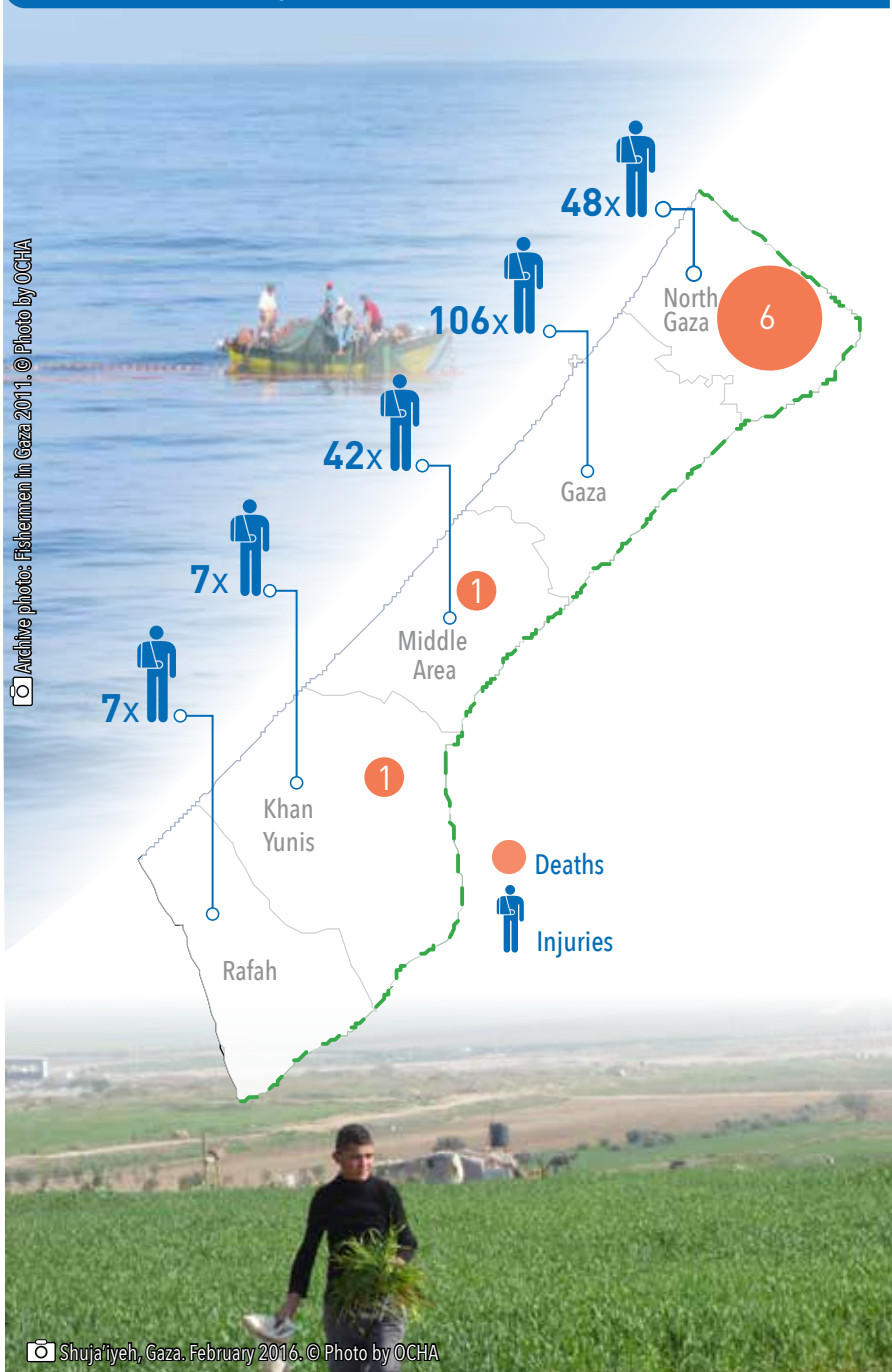 48x
North
Gaza
6
106x
Gaza
42x
1
Middle
Area
7x
Khan
Yunis
1
7x
Rafah
Deaths
Injuries
Archive photo: Fishermen in Gaza 2011. © Photo by OCHA
Shuja'iyeh, Gaza. February 2016. © Photo by OCHA